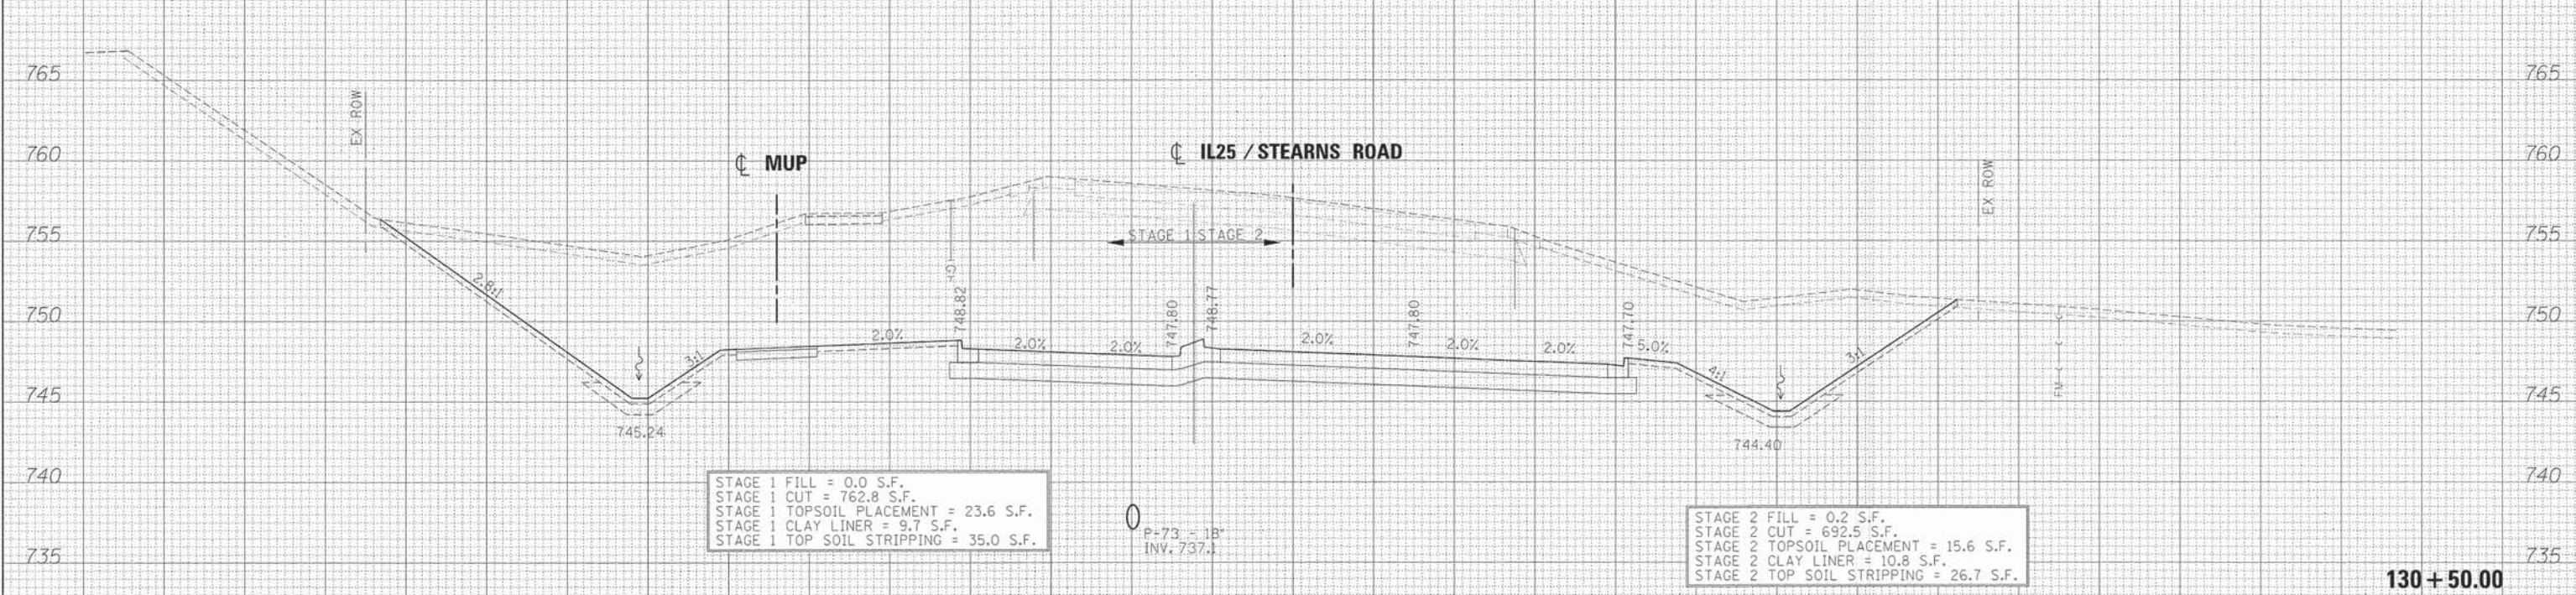 765
765
EX ROW
760
℄ MUP
℄ IL25 / STEARNS ROAD
760
EX ROW
755
STAGE 1
STAGE 2
755
2.8:1
750
748.82
747.80
748.77
747.80
747.70
750
3:1
2.0%
2.0%
2.0%
2.0%
2.0%
2.0%
5.0%
4:1
3:1
745
745
745.24
744.40
740
740
STAGE 1 FILL = 0.0 S.F.
STAGE 1 CUT = 762.8 S.F.
STAGE 1 TOPSOIL PLACEMENT = 23.6 S.F.
STAGE 1 CLAY LINER = 9.7 S.F.
STAGE 1 TOP SOIL STRIPPING = 35.0 S.F.
P-73 - 18"
INV. 737.1
STAGE 2 FILL = 0.2 S.F.
STAGE 2 CUT = 692.5 S.F.
STAGE 2 TOPSOIL PLACEMENT = 15.6 S.F.
STAGE 2 CLAY LINER = 10.8 S.F.
STAGE 2 TOP SOIL STRIPPING = 26.7 S.F.
735
735
130+50.00